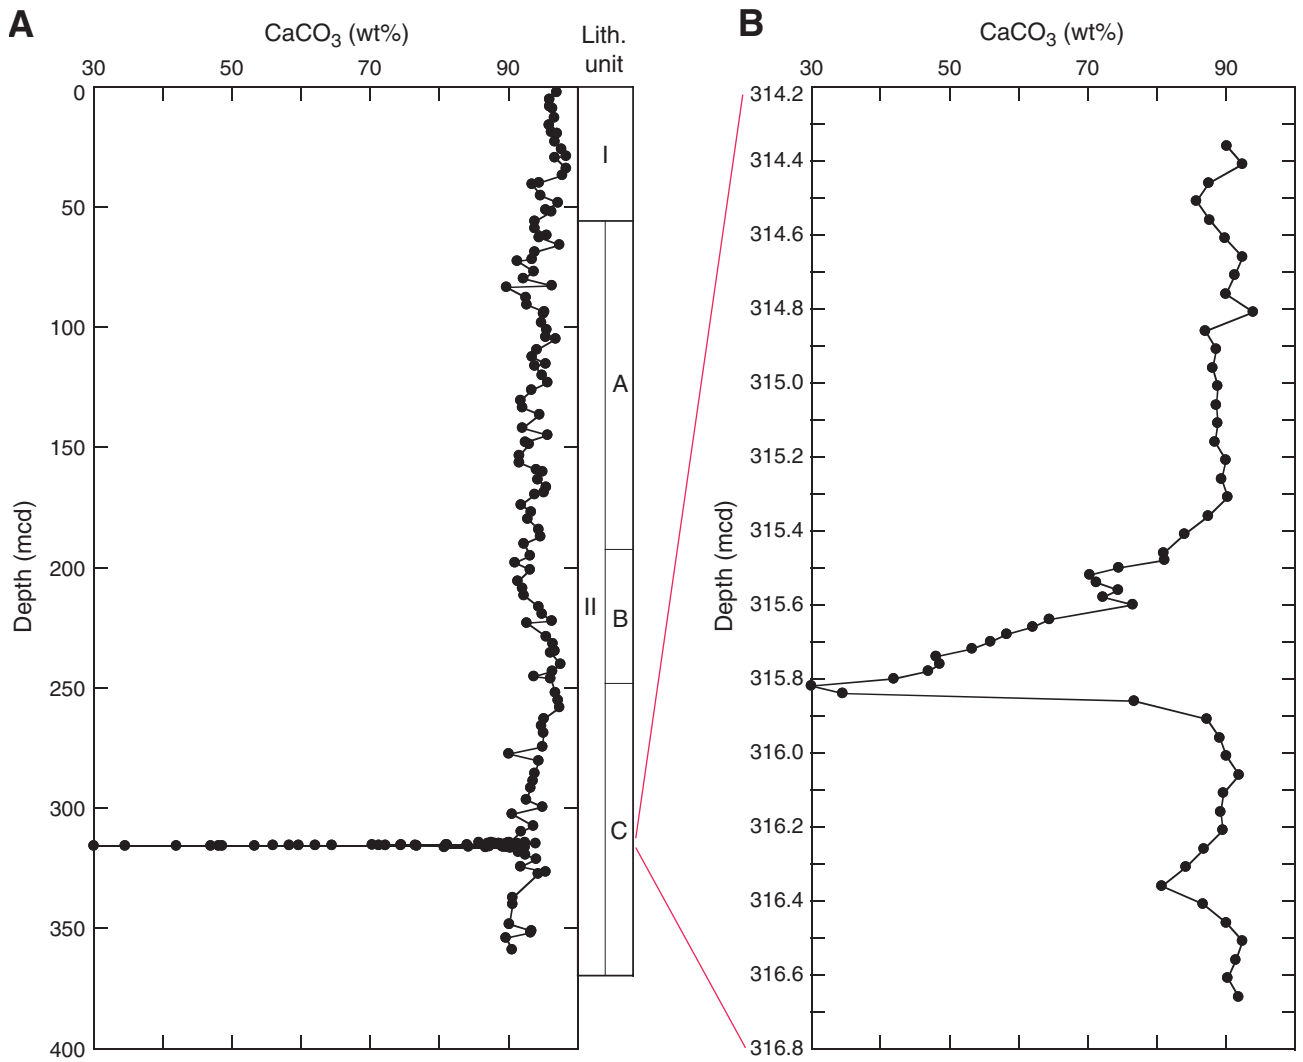 A
CaCO3 (wt%)
Lith.
unit
30 50 70 90
0
50
100
150
200
250
300
350
400
Depth (mcd)
I
II
A
B
C
B
CaCO3 (wt%)
30 50 70 90
314.2
314.4
314.6
314.8
315.0
315.2
315.4
315.6
315.8
316.0
316.2
316.4
316.6
316.8
Depth (mcd)